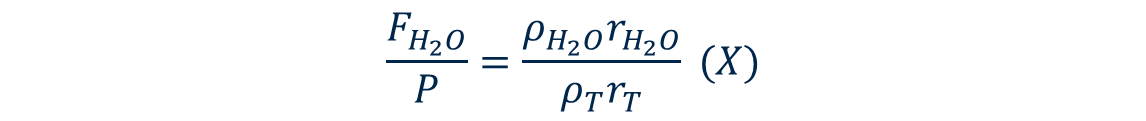 F_{H_2O}/P = ρ_{H_2O} r_{H_2O}/ρ_T r_T (X)